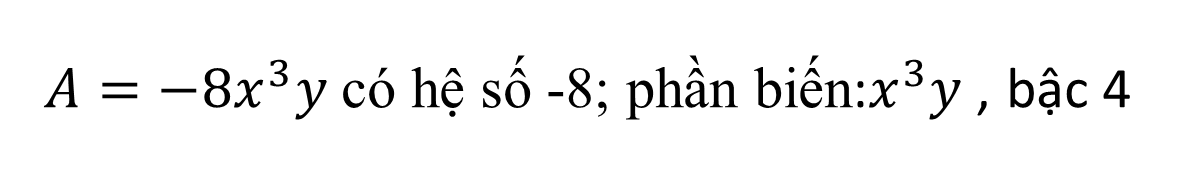 A = −8x³y có hệ số -8; phần biến:x³y , bậc 4